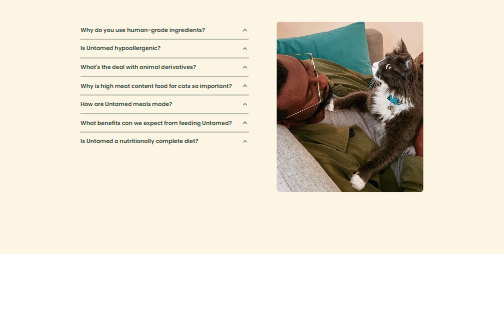 Why do you use human-grade ingredients?
Is Untamed hypoallergenic?
What's the deal with animal derivatives?
Why is high meat content food for cats so important?
How are Untamed meals made?
What benefits can we expect from feeding Untamed?
Is Untamed a nutritionally complete diet?